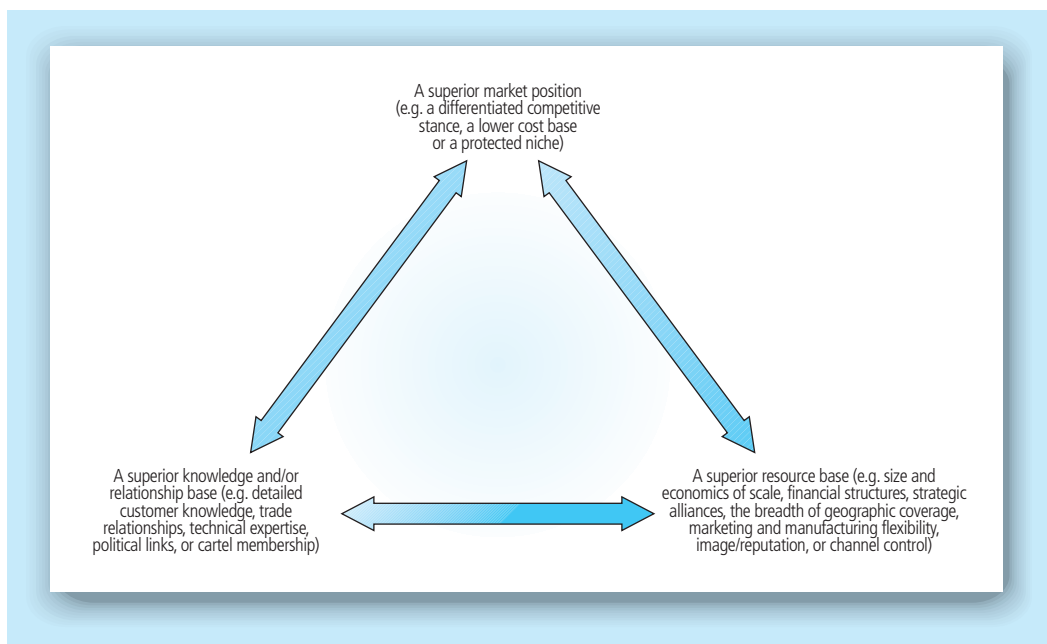 A superior market position
(e.g. a differentiated competitive
stance, a lower cost base
or a protected niche)
A superior knowledge and/or
relationship base (e.g. detailed
customer knowledge, trade
relationships, technical expertise,
political links, or cartel membership)
A superior resource base (e.g. size and
economics of scale, financial structures, strategic
alliances, the breadth of geographic coverage,
marketing and manufacturing flexibility,
image/reputation, or channel control)